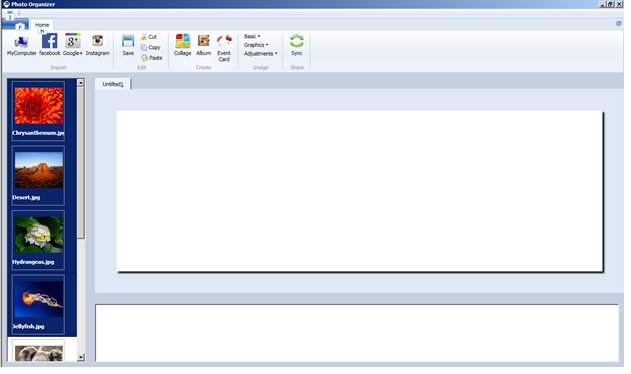 Photo Organizer
1
F
Home
H
MyComputer facebook Google+ Instagram
Import
Save
Cut
Copy
Paste
Edit
Collage Album Event Card
Create
Basic
Graphics
Adjustments
Image
Sync
Share
Untitled1
Chrysanthemum.jpg
Desert.jpg
Hydrangeas.jpg
Jellyfish.jpg